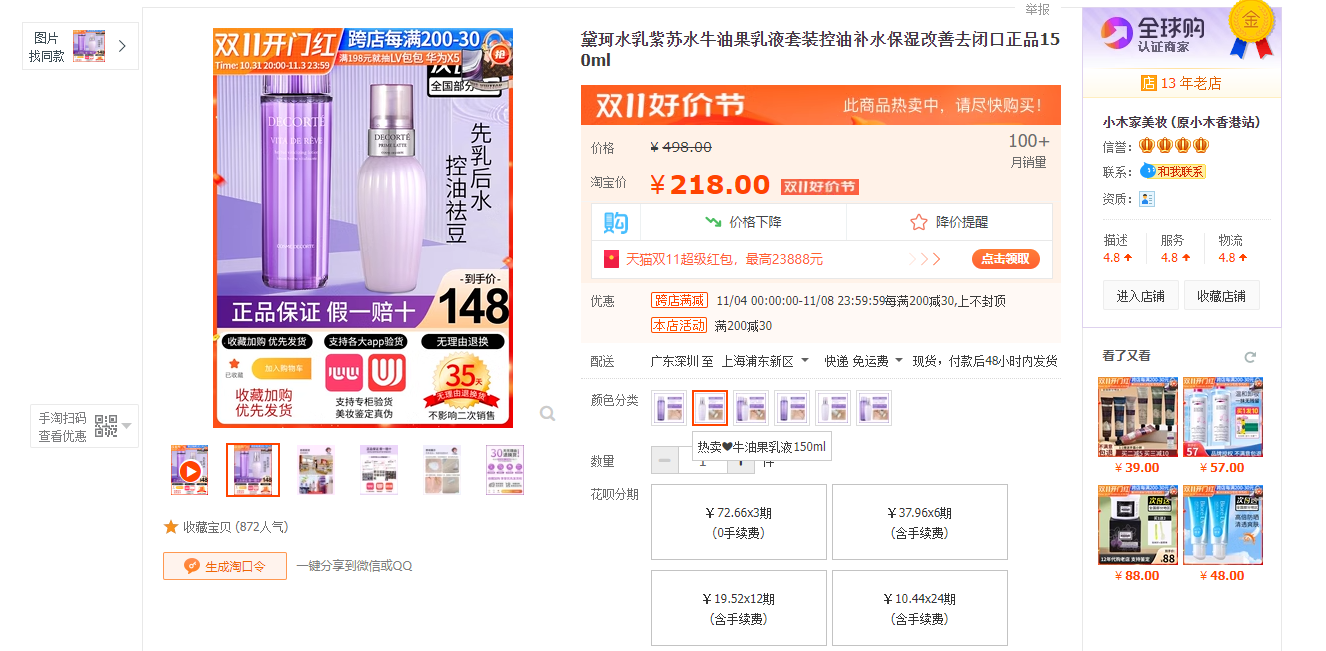 举报
图片
找同款
双11开门红
跨店每满200-30
Time: 10.31 20:00-11.3 23:59
满198元就抽LV包包 华为X5
抢
全国部分
DECORTÉ
VITA DE RÊVE
DECORTÉ
PRIME LATTE
先乳后水
控油祛豆
-到手价-
148
正品保证 假一赔十
收藏加购 优先发货
支持各大app验货
无理由退换
已收藏
加入购物车
收藏加购
优先发货
支持专柜验货
美妆鉴定真伪
35天
无理由退换货
不影响二次销售
手淘扫码
查看优惠
收藏宝贝 (872人气)
生成淘口令
一键分享到微信或QQ
黛珂水乳紫苏水牛油果乳液套装控油补水保湿改善去闭口正品15
0ml
双11好价节
此商品热卖中，请尽快购买！
价格
¥ 498.00
100+
月销量
淘宝价
¥ 218.00
双11好价节
购
价格下降
降价提醒
天猫双11超级红包，最高23888元
点击领取
优惠
跨店满减
11/04 00:00:00-11/08 23:59:59每满200减30,上不封顶
本店活动
满200减30
配送
广东深圳 至 上海浦东新区
快递 免运费
现货，付款后48小时内发货
颜色分类
热卖❤牛油果乳液150ml
数量
1
件
花呗分期
¥ 72.66x3期
(0手续费)
¥ 37.96x6期
(含手续费)
¥ 19.52x12期
(含手续费)
¥ 10.44x24期
(含手续费)
全球购
认证商家
金
店 13 年老店
小木家美妆 (原小木香港站)
信誉：
联系：
和我联系
资质：
描述
服务
物流
4.8
4.8
4.8
进入店铺
收藏店铺
看了又看
¥ 39.00
¥ 57.00
¥ 88.00
¥ 48.00